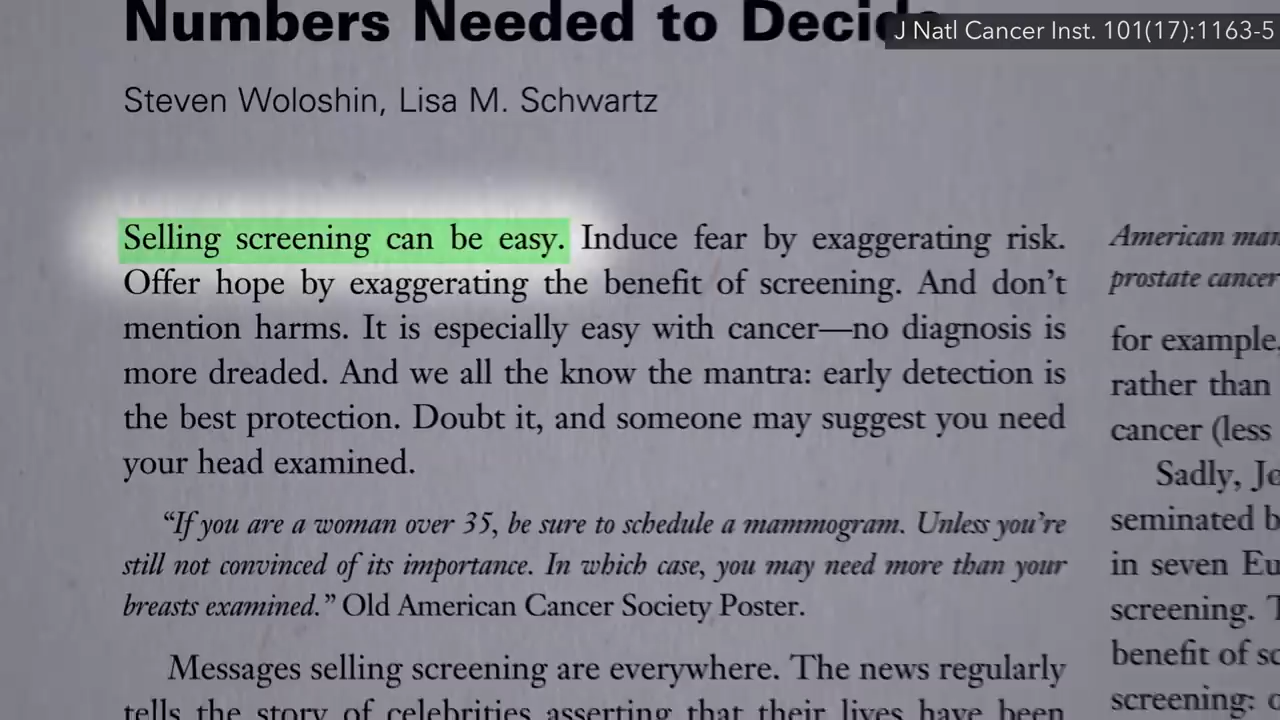 Numbers Needed to
J Natl Cancer Inst. 101(17):1163-5
Steven Woloshin, Lisa M. Schwartz
Selling screening can be easy. Induce fear by exaggerating risk.
Offer hope by exaggerating the benefit of screening. And don't
mention harms. It is especially easy with cancer—no diagnosis is
more dreaded. And we all the know the mantra: early detection is
the best protection. Doubt it, and someone may suggest you need
your head examined.
“If you are a woman over 35, be sure to schedule a mammogram. Unless you're
still not convinced of its importance. In which case, you may need more than your
breasts examined.” Old American Cancer Society Poster.
Messages selling screening are everywhere. The news regularly
tells the story of celebrities asserting that their lives have been
American
prostate cancer
for example,
rather than
cancer (less
Sadly,
seminated b
in seven
screening.
benefit of
screening: